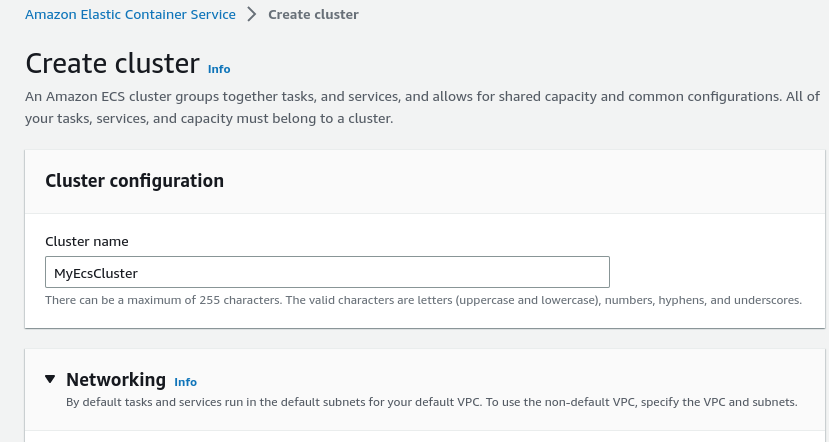 Amazon Elastic Container Service > Create cluster
Create cluster Info
An Amazon ECS cluster groups together tasks, and services, and allows for shared capacity and common configurations. All of
your tasks, services, and capacity must belong to a cluster.
Cluster configuration
Cluster name
MyEcsCluster
There can be a maximum of 255 characters. The valid characters are letters (uppercase and lowercase), numbers, hyphens, and underscores.
Networking Info
By default tasks and services run in the default subnets for your default VPC. To use the non-default VPC, specify the VPC and subnets.